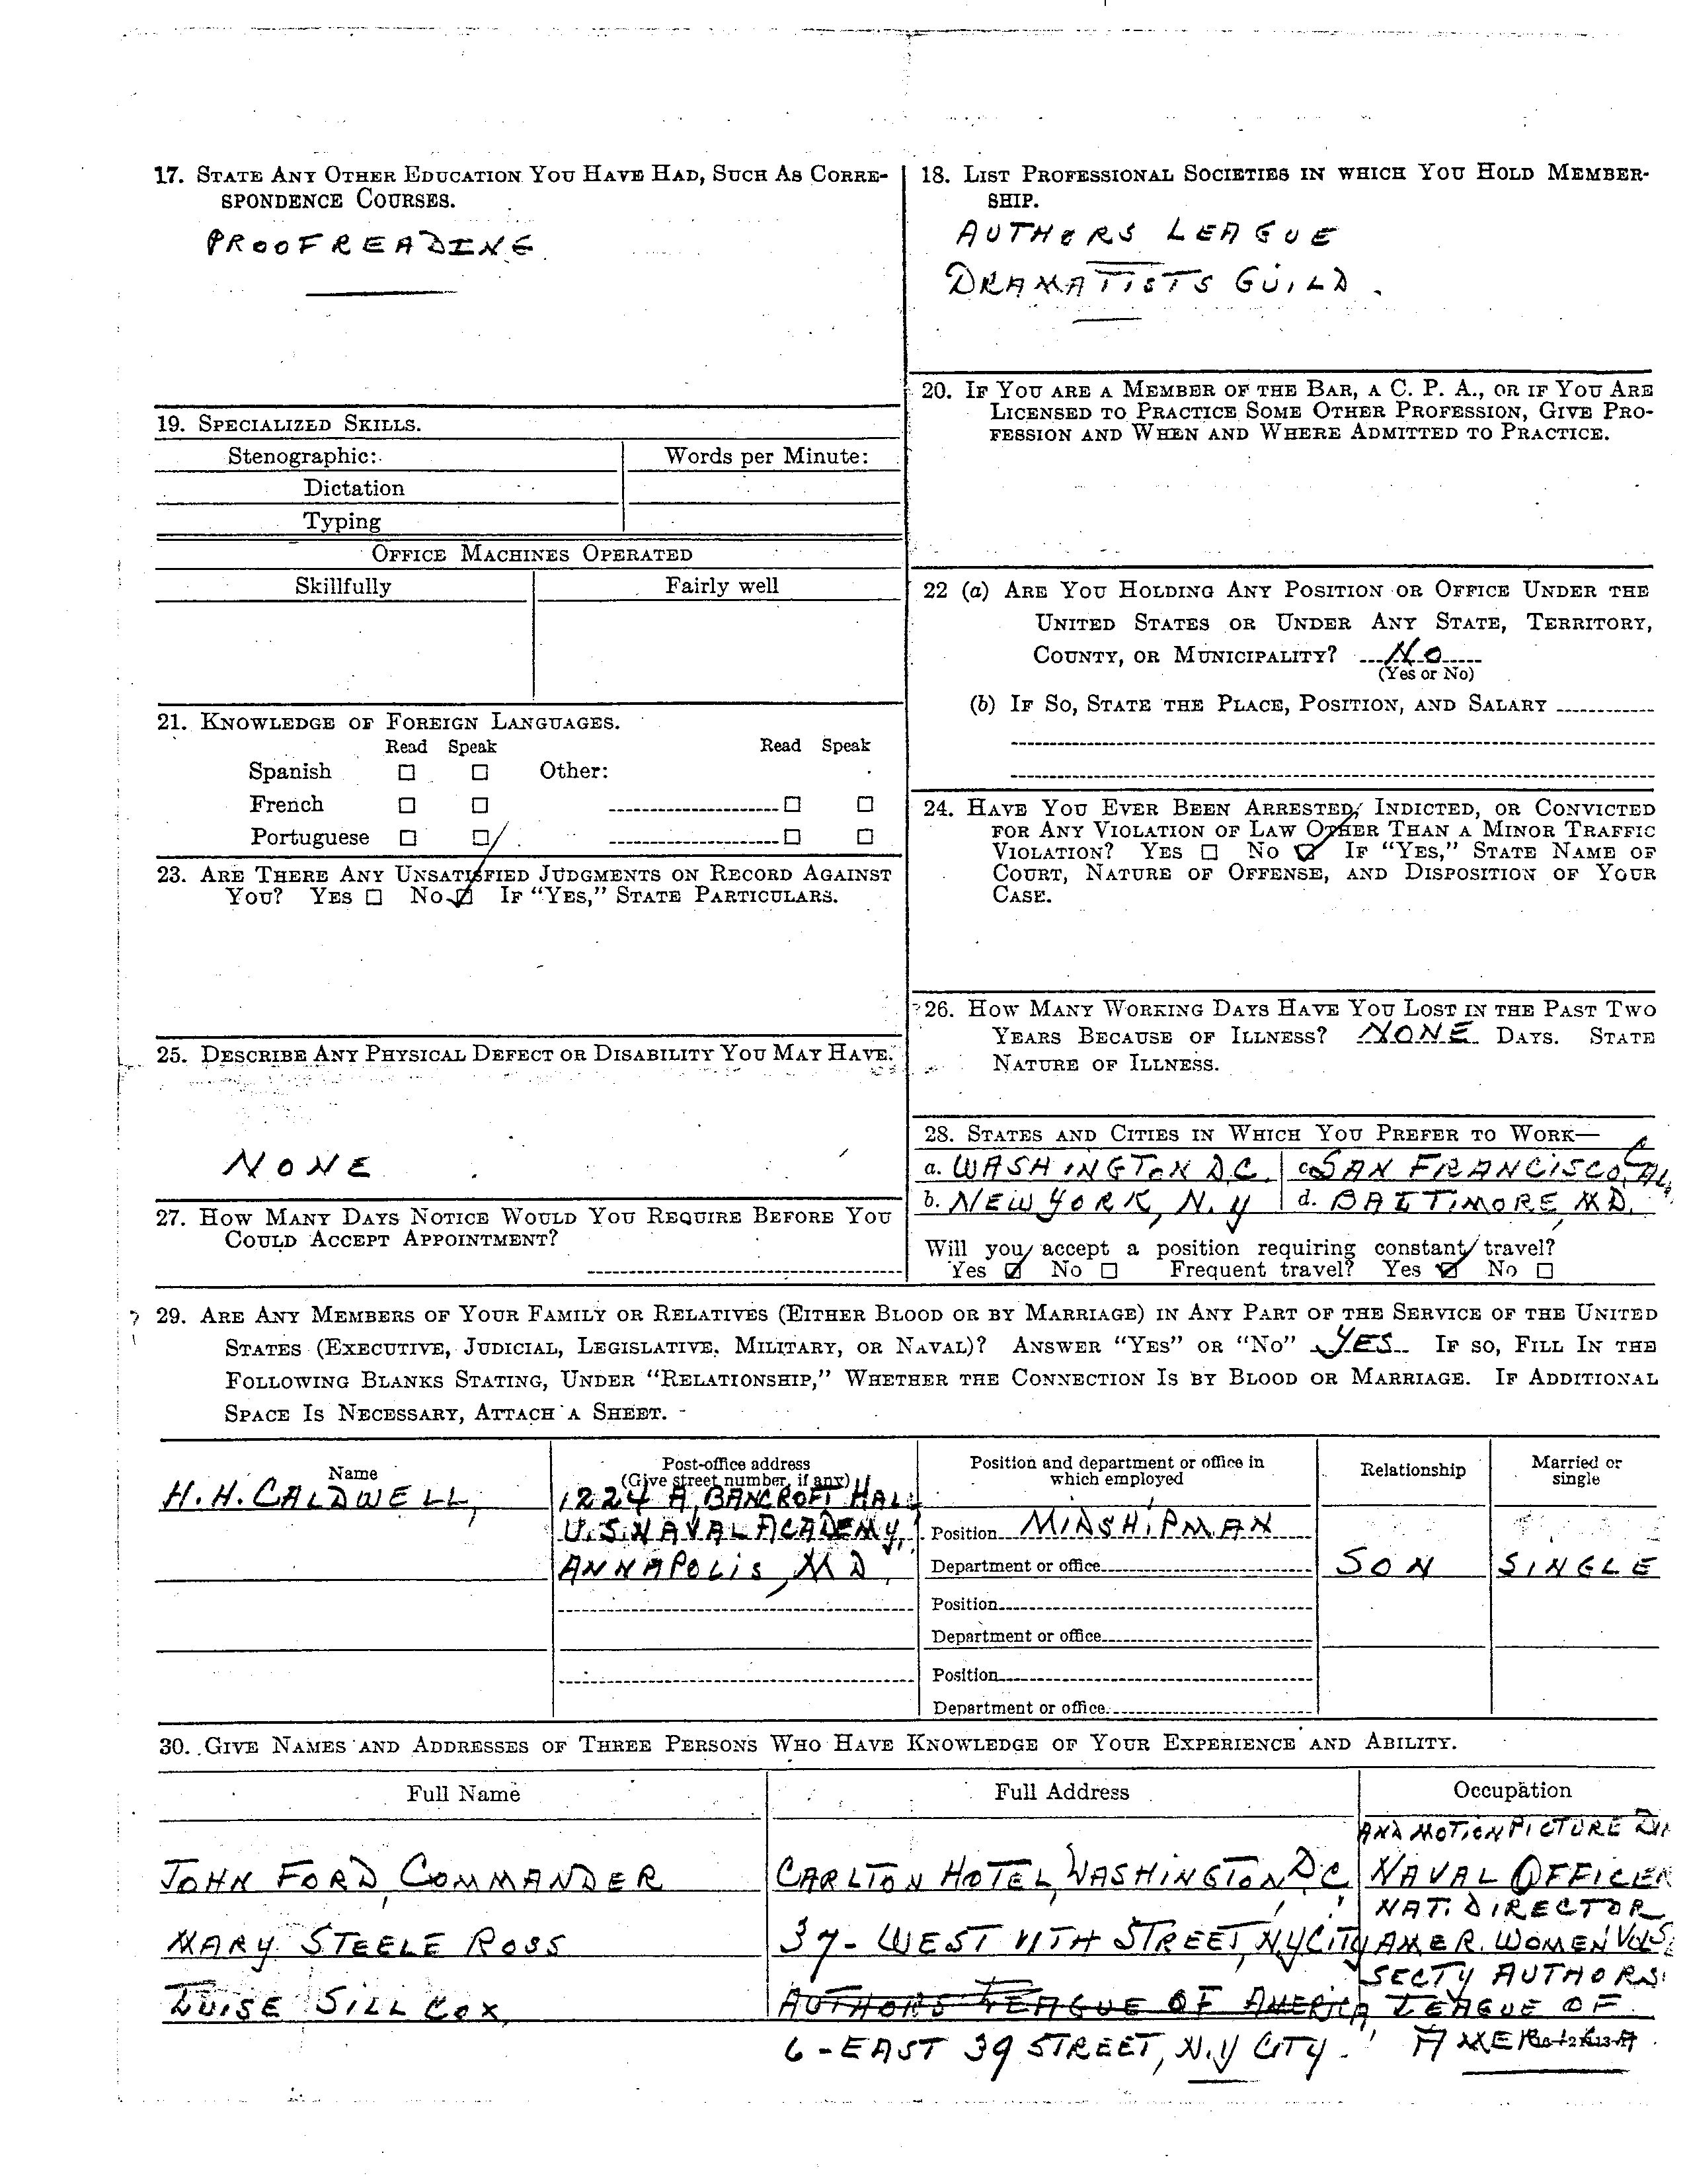 17. STATE ANY OTHER EDUCATION YOU HAVE HAD, SUCH AS CORRE-
SPONDENCE COURSES.
PROOFREADING
18. LIST PROFESSIONAL SOCIETIES IN WHICH YOU HOLD MEMBER-
SHIP.
AUTHORS LEAGUE
DRAMATISTS GUILD.
19. SPECIALIZED SKILLS.
Stenographic:
Words per Minute:
Dictation
Typing
OFFICE MACHINES OPERATED
Skillfully
Fairly well
20. IF YOU ARE A MEMBER OF THE BAR, A C. P. A., OR IF YOU ARE
LICENSED TO PRACTICE SOME OTHER PROFESSION, GIVE PRO-
FESSION AND WHEN AND WHERE ADMITTED TO PRACTICE.
21. KNOWLEDGE OF FOREIGN LANGUAGES.
Read Speak Read Speak
Spanish Other:
French
Portuguese
22 (a) ARE YOU HOLDING ANY POSITION OR OFFICE UNDER THE
UNITED STATES OR UNDER ANY STATE, TERRITORY,
COUNTY, OR MUNICIPALITY? NO
(Yes or No)
(b) IF SO, STATE THE PLACE, POSITION, AND SALARY
23. ARE THERE ANY UNSATISFIED JUDGMENTS ON RECORD AGAINST
YOU? YES NO IF "YES," STATE PARTICULARS.
24. HAVE YOU EVER BEEN ARRESTED, INDICTED, OR CONVICTED
FOR ANY VIOLATION OF LAW OTHER THAN A MINOR TRAFFIC
VIOLATION? YES NO IF "YES," STATE NAME OF
COURT, NATURE OF OFFENSE, AND DISPOSITION OF YOUR
CASE.
25. DESCRIBE ANY PHYSICAL DEFECT OR DISABILITY YOU MAY HAVE.
NONE
26. HOW MANY WORKING DAYS HAVE YOU LOST IN THE PAST TWO
YEARS BECAUSE OF ILLNESS? NONE DAYS. STATE
NATURE OF ILLNESS.
27. HOW MANY DAYS NOTICE WOULD YOU REQUIRE BEFORE YOU
COULD ACCEPT APPOINTMENT?
28. STATES AND CITIES IN WHICH YOU PREFER TO WORK—
a. WASHINGTON D.C. c. SAN FRANCISCO, CAL.
b. NEW YORK, N.Y d. BALTIMORE, MD.
Will you accept a position requiring constant travel?
Yes No Frequent travel? Yes No
29. ARE ANY MEMBERS OF YOUR FAMILY OR RELATIVES (EITHER BLOOD OR BY MARRIAGE) IN ANY PART OF THE SERVICE OF THE UNITED
STATES (EXECUTIVE, JUDICIAL, LEGISLATIVE, MILITARY, OR NAVAL)? ANSWER "YES" OR "NO" YES IF SO, FILL IN THE
FOLLOWING BLANKS STATING, UNDER "RELATIONSHIP," WHETHER THE CONNECTION IS BY BLOOD OR MARRIAGE. IF ADDITIONAL
SPACE IS NECESSARY, ATTACH A SHEET.
Name
Post-office address
(Give street number, if any)
Position and department or office in
which employed
Relationship
Married or
single
H. H. CALDWELL,
1224 A, BANCROFT HALL
U.S. NAVAL ACADEMY,
ANNAPOLIS, MD,
Position MIDSHIPMAN
Department or office
SON
SINGLE
Position
Department or office
Position
Department or office
30. GIVE NAMES AND ADDRESSES OF THREE PERSONS WHO HAVE KNOWLEDGE OF YOUR EXPERIENCE AND ABILITY.
Full Name Full Address Occupation
AND MOTION PICTURE DIR
JOHN FORD, COMMANDER CARLTON HOTEL, WASHINGTON, D.C. NAVAL OFFICER
NAT. DIRECTOR
MARY STEELE ROSS 37 - WEST 11TH STREET, N.Y CITY AMER. WOMEN VOLS
SECTY AUTHORS
LUISE SILLCOX AUTHORS LEAGUE OF AMERICA, LEAGUE OF
6 - EAST 39 STREET, N.Y CITY. AMERICA